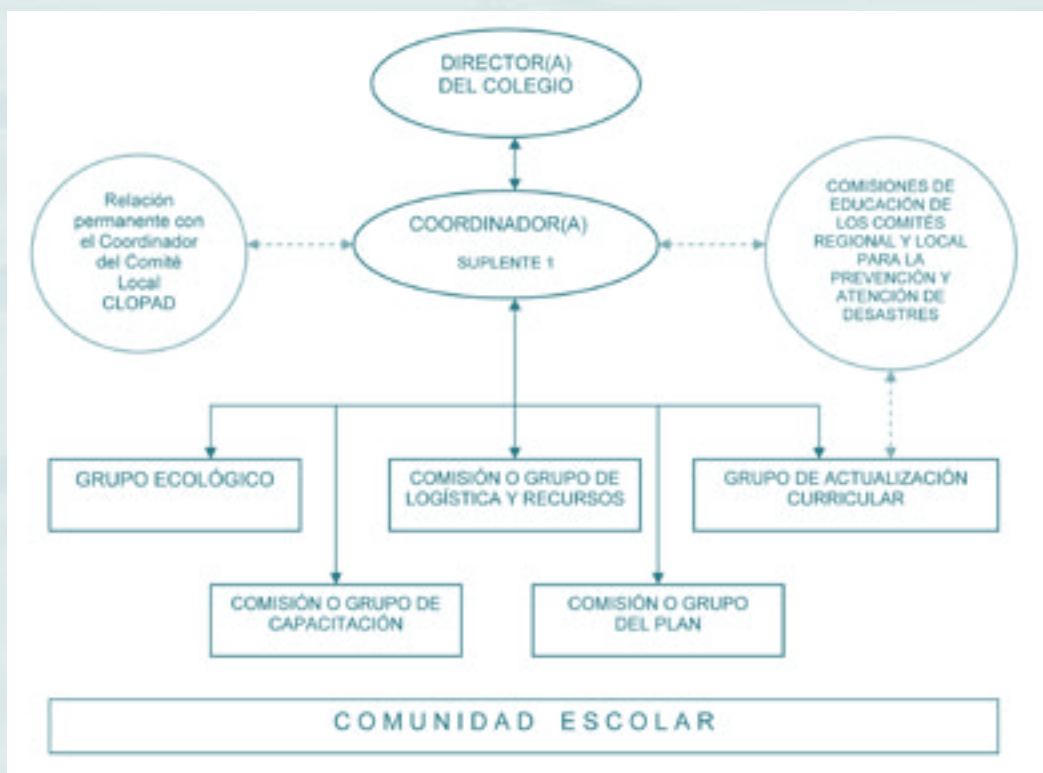 DIRECTOR(A)
DEL COLEGIO
Relación
permanente con
el Coordinador
del Comité
Local
CLOPAD
COORDINADOR(A)
SUPLENTE 1
COMISIONES DE
EDUCACIÓN DE
LOS COMITÉS
REGIONAL Y LOCAL
PARA LA
PREVENCIÓN Y
ATENCIÓN DE
DESASTRES
GRUPO ECOLÓGICO
COMISIÓN O GRUPO DE
LOGÍSTICA Y RECURSOS
GRUPO DE ACTUALIZACIÓN
CURRICULAR
COMISIÓN O GRUPO DE
CAPACITACIÓN
COMISIÓN O GRUPO
DEL PLAN
COMUNIDAD ESCOLAR